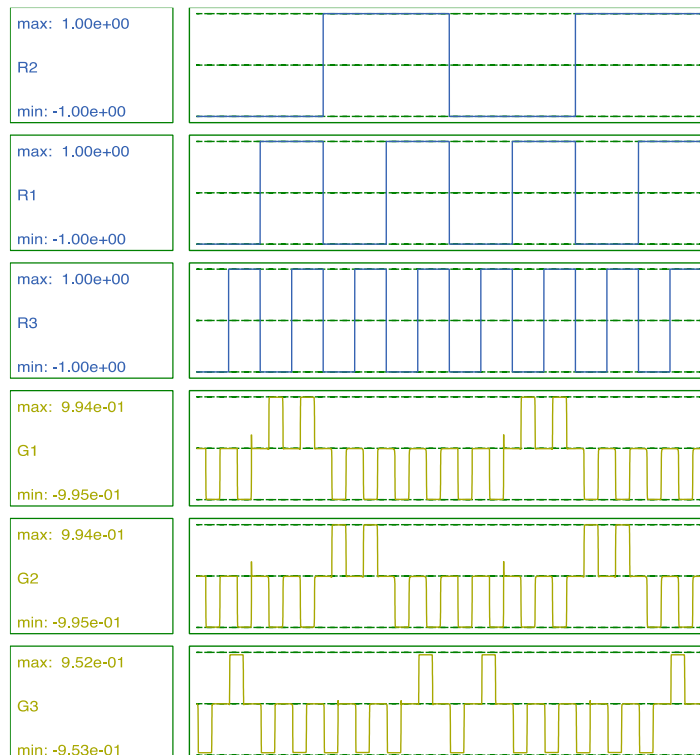 max: 1.00e+00
R2
min: -1.00e+00
max: 1.00e+00
R1
min: -1.00e+00
max: 1.00e+00
R3
min: -1.00e+00
max: 9.94e-01
G1
min: -9.95e-01
max: 9.94e-01
G2
min: -9.95e-01
max: 9.52e-01
G3
min: -9.53e-01